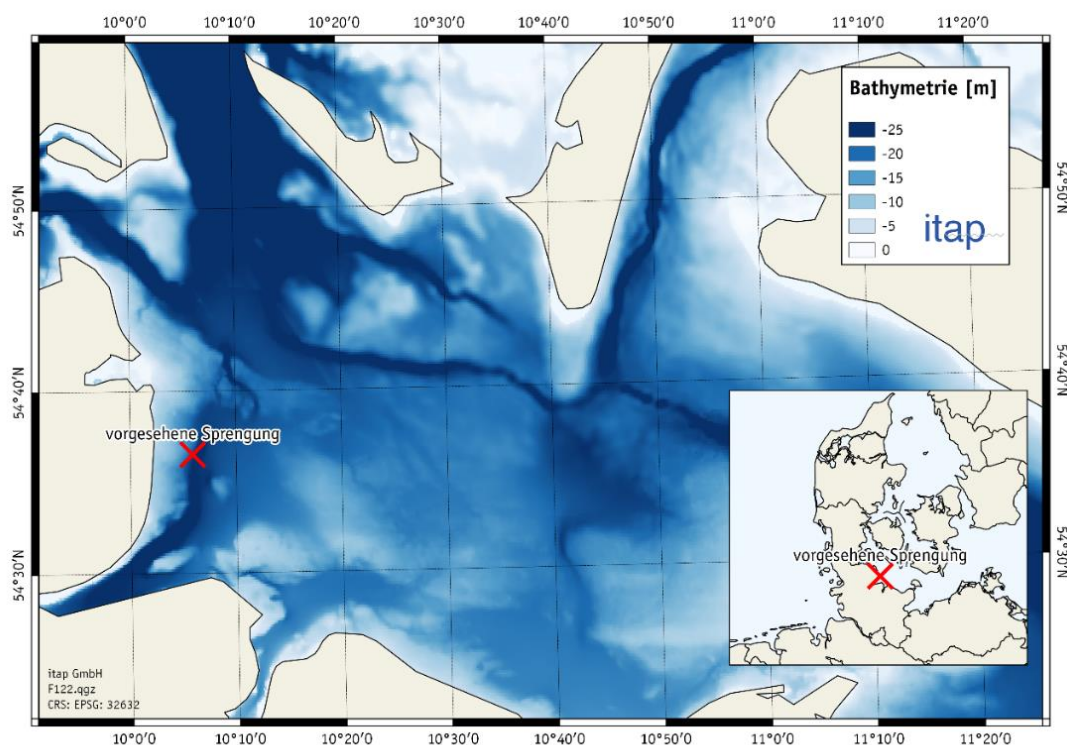 10°0'0 10°10'0 10°20'0 10°30'0 10°40'0 10°50'0 11°0'0 11°10'0 11°20'0
Bathymetrie [m]
-25
-20
-15
-10
-5
0
itap
54°50'N
54°50'N
54°40'N
54°40'N
vorgesehene Sprengung
54°30'N
54°30'N
vorgesehene Sprengung
itap GmbH
F122.qgz
CRS: EPSG: 32632
10°0'0 10°10'0 10°20'0 10°30'0 10°40'0 10°50'0 11°0'0 11°10'0